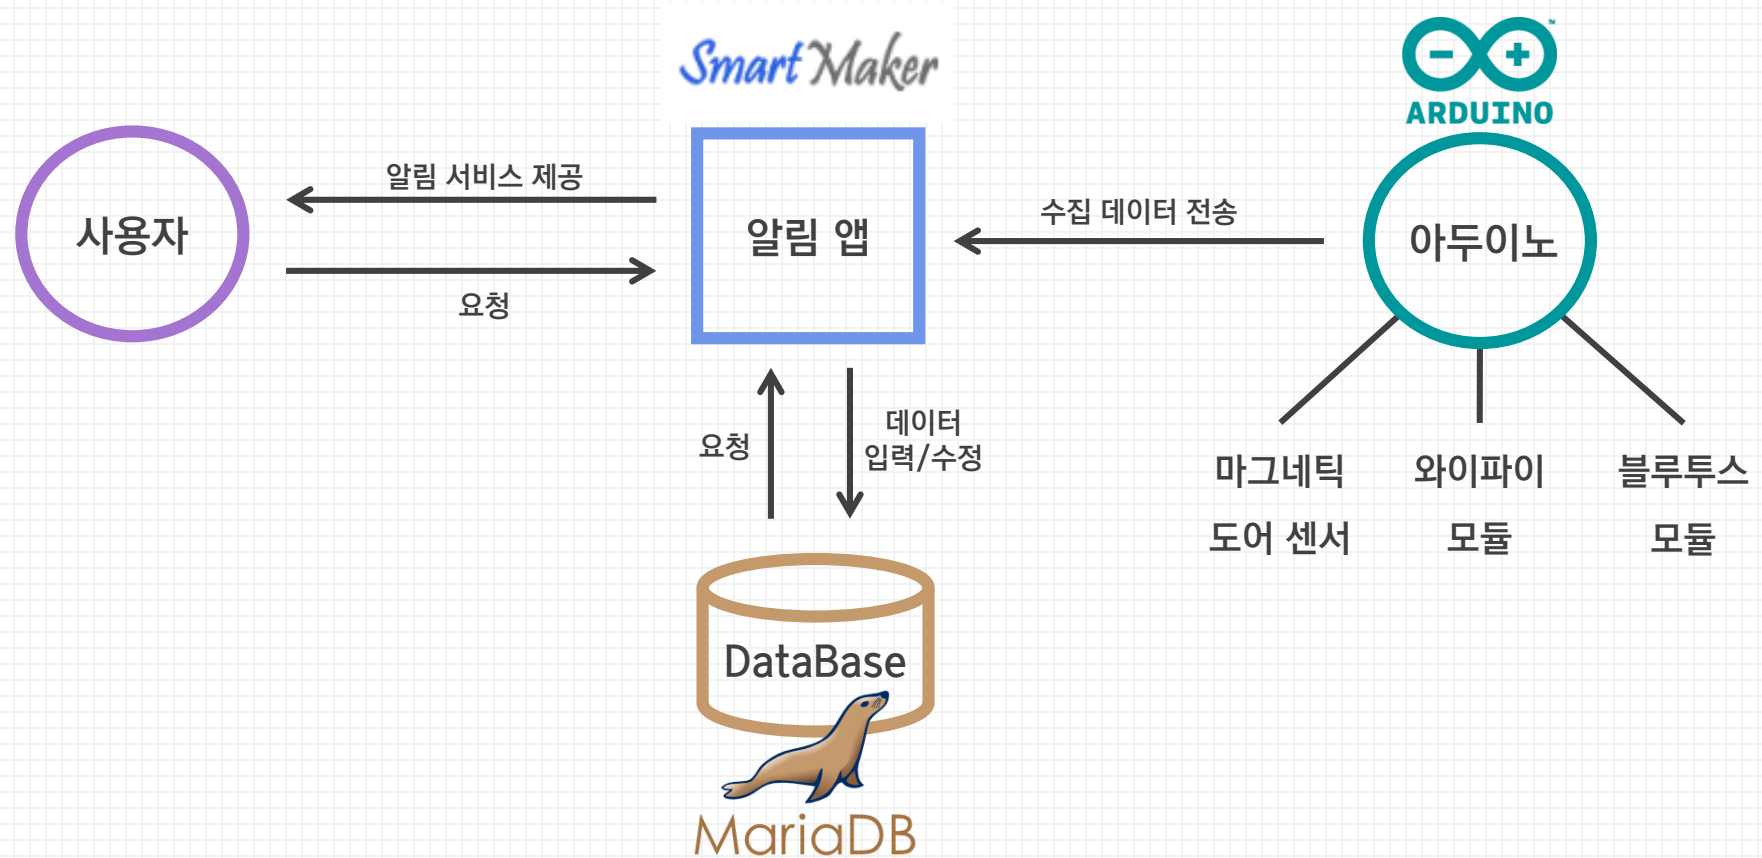 Smart Maker
ARDUINO
TM
사용자
알림 서비스 제공
요청
알림 앱
수집 데이터 전송
아두이노
요청
데이터
입력/수정
마그네틱
도어 센서
와이파이
모듈
블루투스
모듈
DataBase
MariaDB